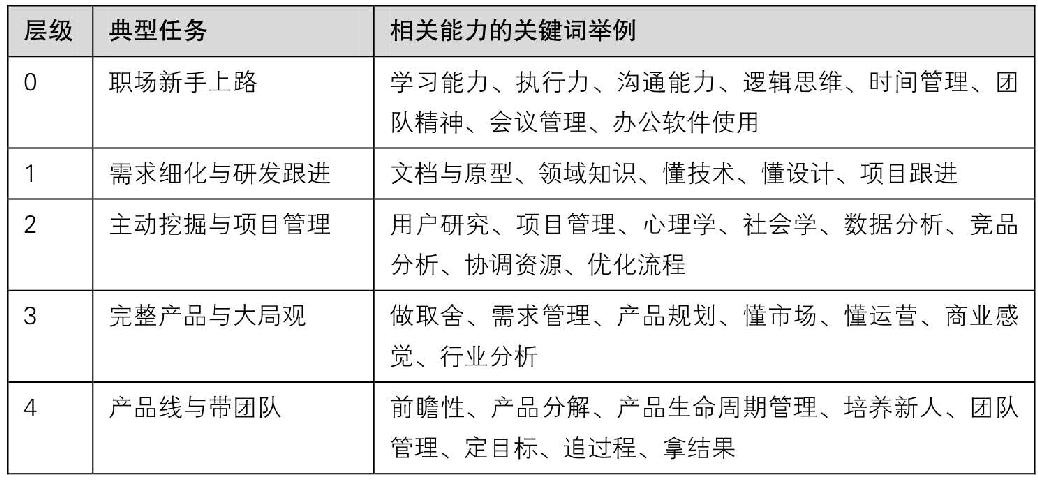 层级 典型任务 相关能力的关键词举例
0 职场新手上路 学习能力、执行力、沟通能力、逻辑思维、时间管理、团
队精神、会议管理、办公软件使用
1 需求细化与研发跟进 文档与原型、领域知识、懂技术、懂设计、项目跟进
2 主动挖掘与项目管理 用户研究、项目管理、心理学、社会学、数据分析、竞品
分析、协调资源、优化流程
3 完整产品与大局观 做取舍、需求管理、产品规划、懂市场、懂运营、商业感
觉、行业分析
4 产品线与带团队 前瞻性、产品分解、产品生命周期管理、培养新人、团队
管理、定目标、追过程、拿结果